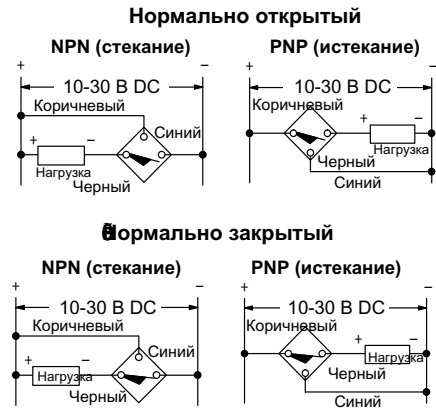 Нормально открытый
NPN (стекание)
PNP (истекание)
+ –
+ –
10-30 В DC
10-30 В DC
Коричневый
Коричневый
+ –
Синий
+ –
Нагрузка
Нагрузка
Черный
Черный
Синий
Нормально закрытый
NPN (стекание)
PNP (истекание)
+ –
+ –
10-30 В DC
10-30 В DC
Коричневый
Коричневый
+ –
Синий
+ –
Нагрузка
Нагрузка
Черный
Черный
Синий